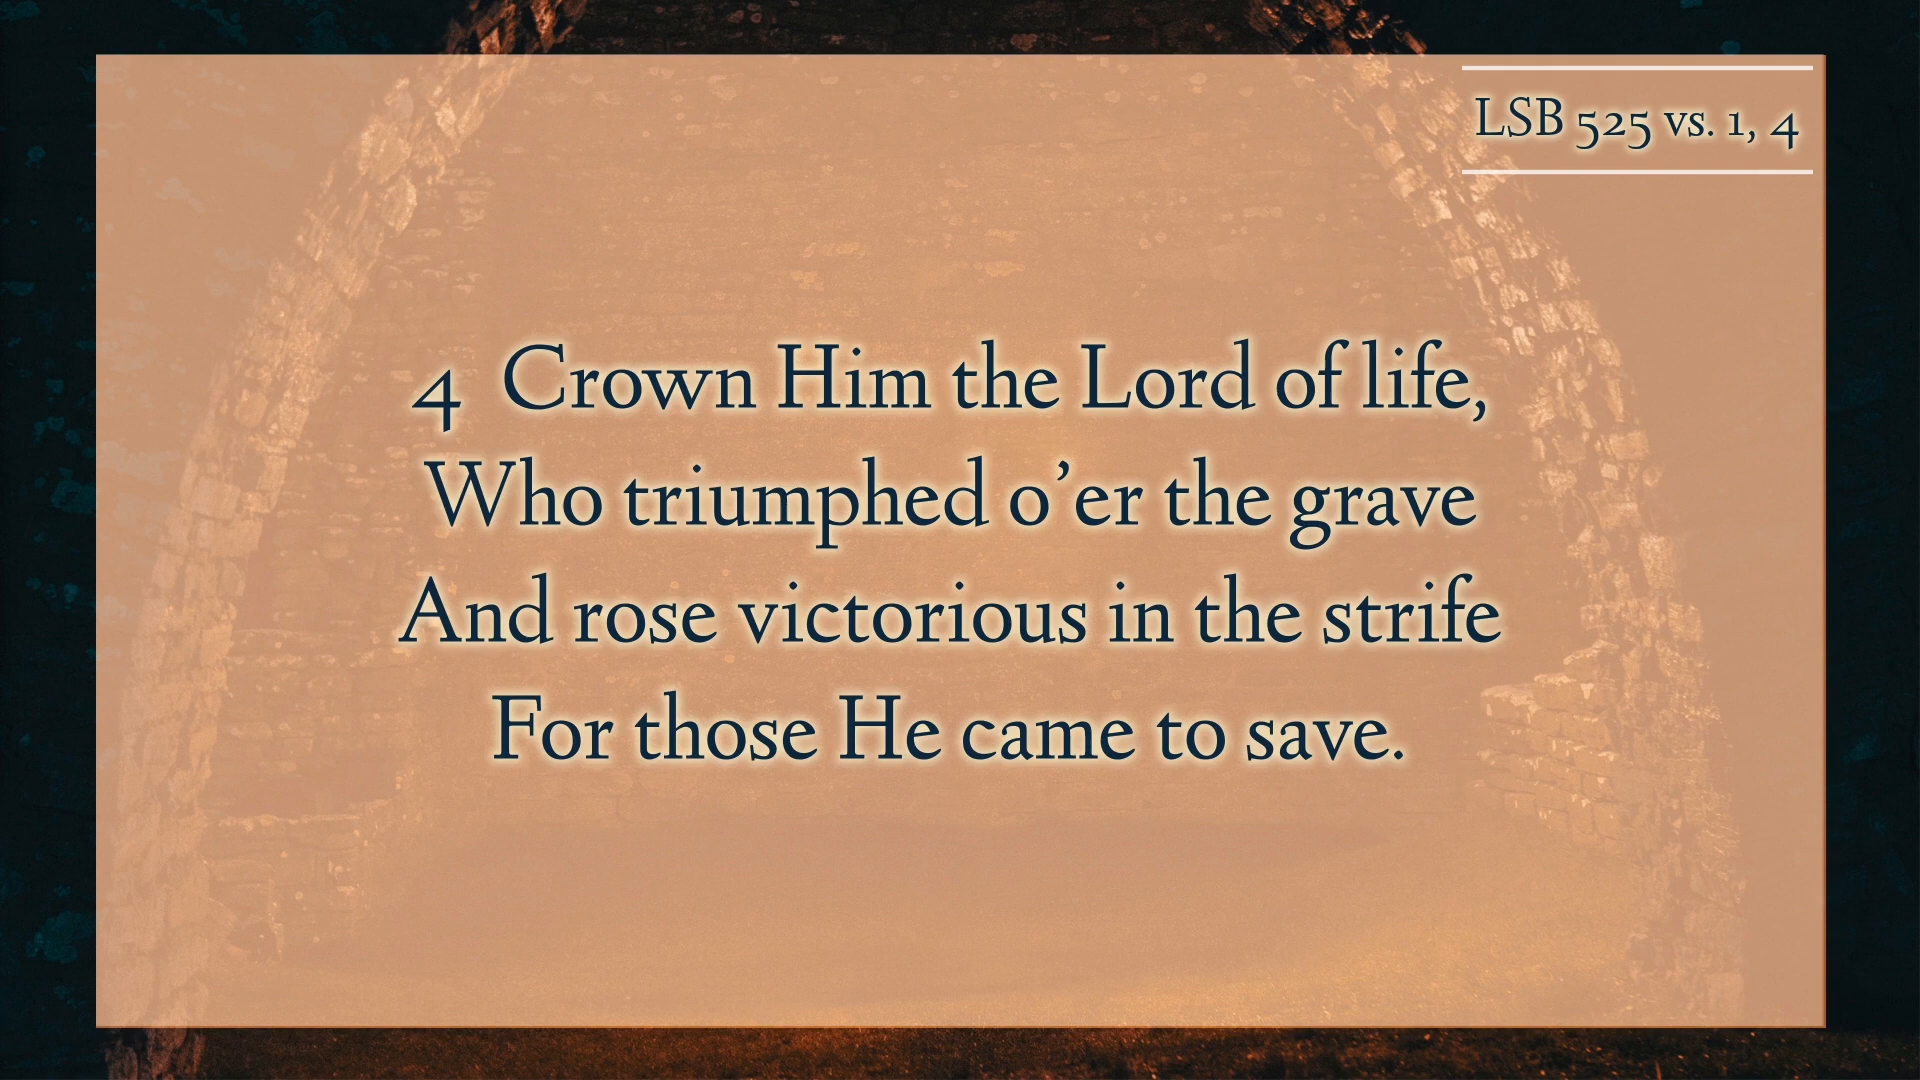 LSB 525 vs. 1, 4
4 Crown Him the Lord of life,
Who triumphed o’er the grave
And rose victorious in the strife
For those He came to save.